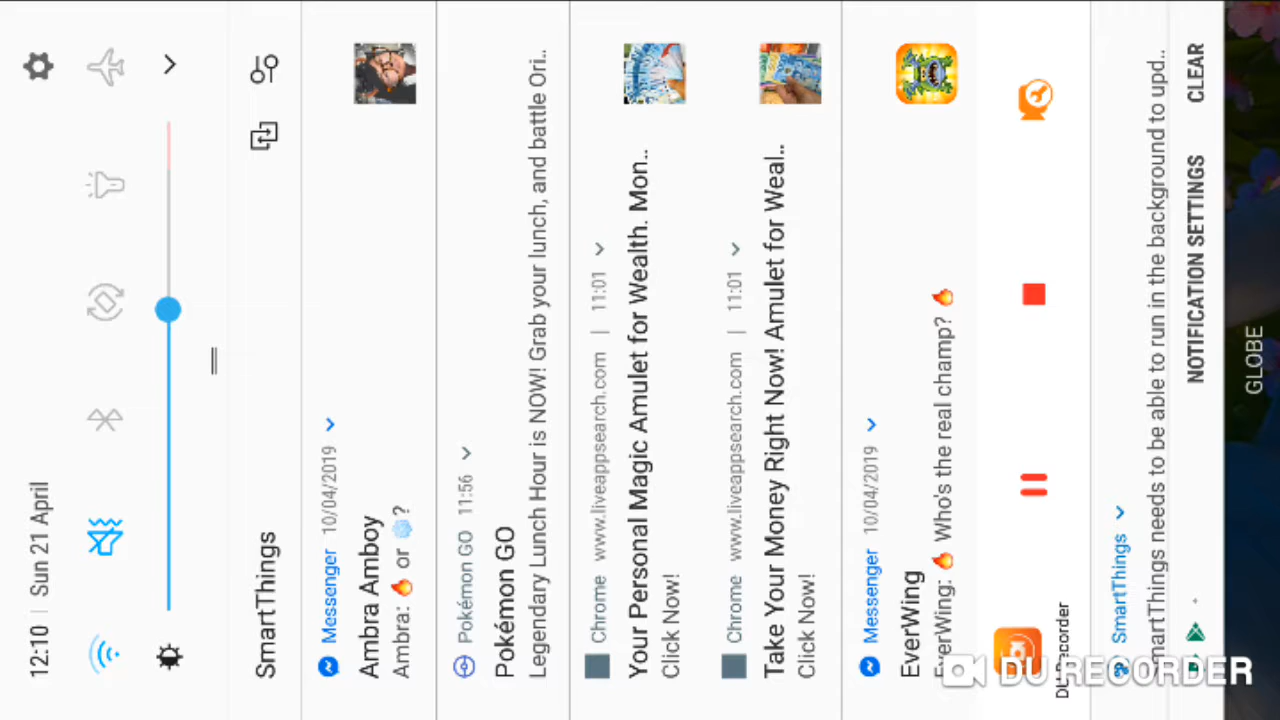 12:10 | Sun 21 April
SmartThings
Messenger 10/04/2019
Ambra Amboy
Ambra: 🔥 or ❄️?
Pokémon GO 11:56
Pokémon GO
Legendary Lunch Hour is NOW! Grab your lunch, and battle Ori..
Chrome www.liveappsearch.com | 11:01
Your Personal Magic Amulet for Wealth. Mon..
Click Now!
Chrome www.liveappsearch.com | 11:01
Take Your Money Right Now! Amulet for Weal..
Click Now!
Messenger 10/04/2019
EverWing
EverWing: 🔥 Who's the real champ? 🔥
DU Recorder
SmartThings
SmartThings needs to be able to run in the background to upd..
NOTIFICATION SETTINGS CLEAR
GLOBE
DU RECORDER